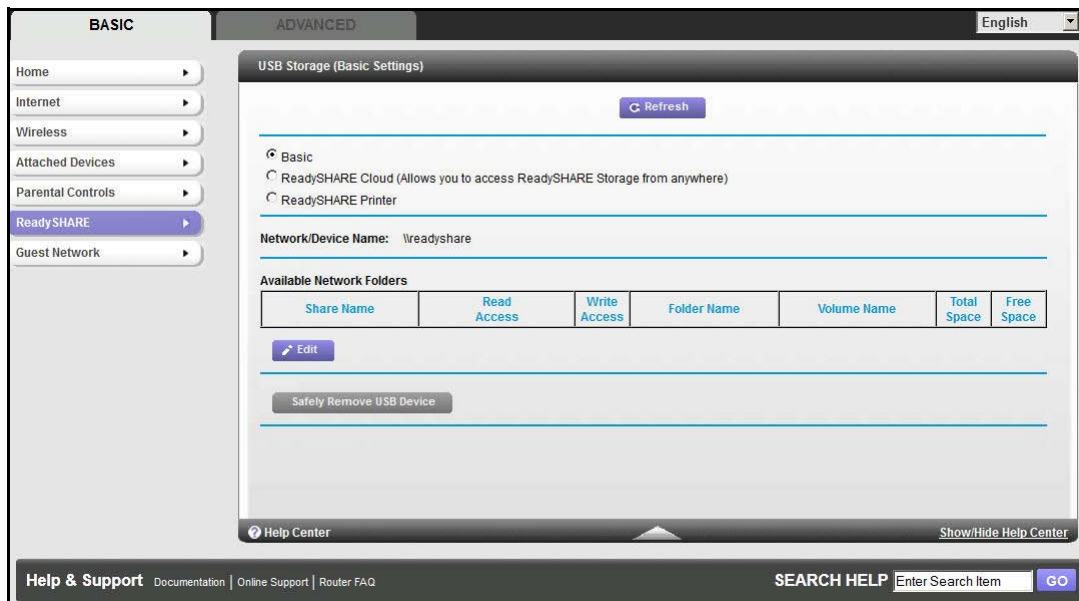 BASIC
ADVANCED
English
Home
Internet
Wireless
Attached Devices
Parental Controls
ReadySHARE
Guest Network
USB Storage (Basic Settings)
Refresh
Basic
ReadySHARE Cloud (Allows you to access ReadySHARE Storage from anywhere)
ReadySHARE Printer
Network/Device Name: \\readyshare
Available Network Folders
Share Name
Read
Access
Write
Access
Folder Name
Volume Name
Total
Space
Free
Space
Edit
Safely Remove USB Device
Help Center
Show/Hide Help Center
Help & Support Documentation | Online Support | Router FAQ
SEARCH HELP Enter Search Item GO